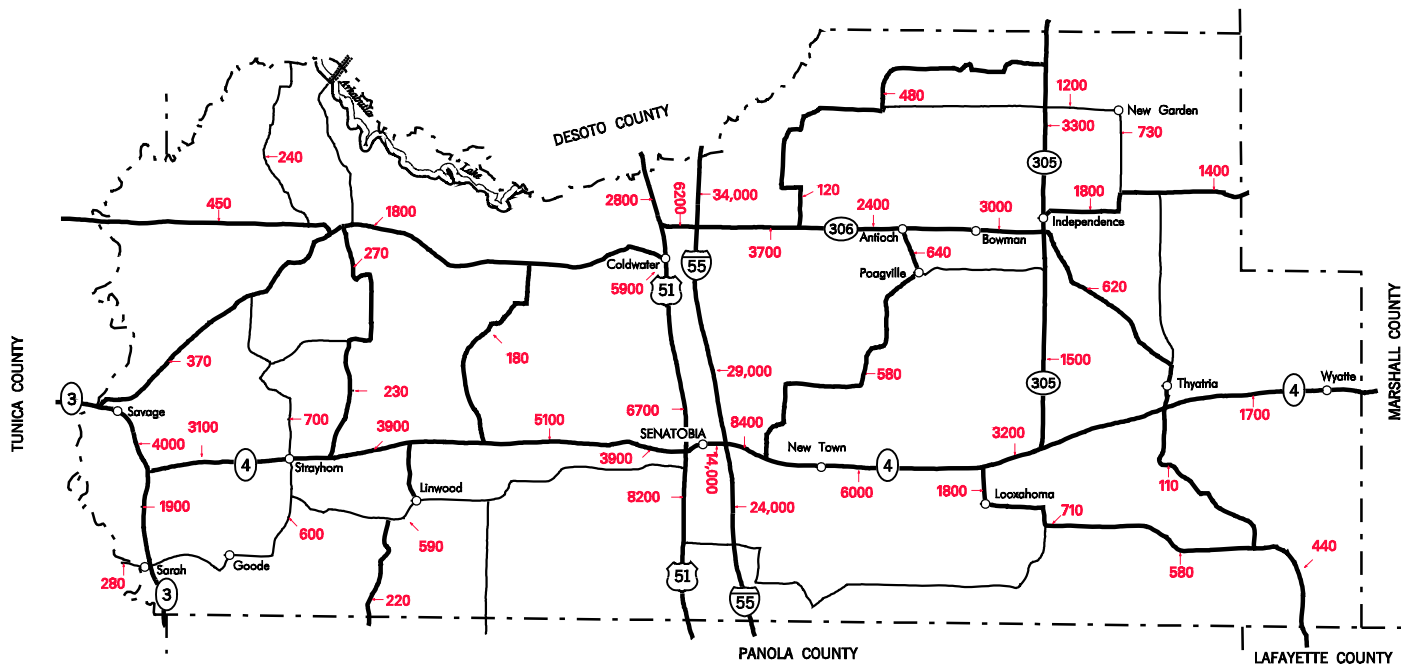 1200
480
New Garden
Arkabutla
3300
730
DESOTO COUNTY
305
240
Lake
1400
34,000
6200
2800
120
1800
450
1800
2400
3000
Independence
306
Antioch
Bowman
270
3700
640
Coldwater
55
Poagville
5900
51
620
MARSHALL COUNTY
TUNICA COUNTY
370
180
1500
29,000
580
305
Thyatria
Wyatte
4
3
230
1700
Savage
700
6700
3100
3900
5100
8400
3200
4000
SENATOBIA
New Town
3900
14,000
4
Strayhorn
4
6000
1800
110
Linwood
8200
Looxahoma
1900
24,000
710
600
590
440
Goode
Sarah
580
280
51
3
220
55
PANOLA COUNTY
LAFAYETTE COUNTY